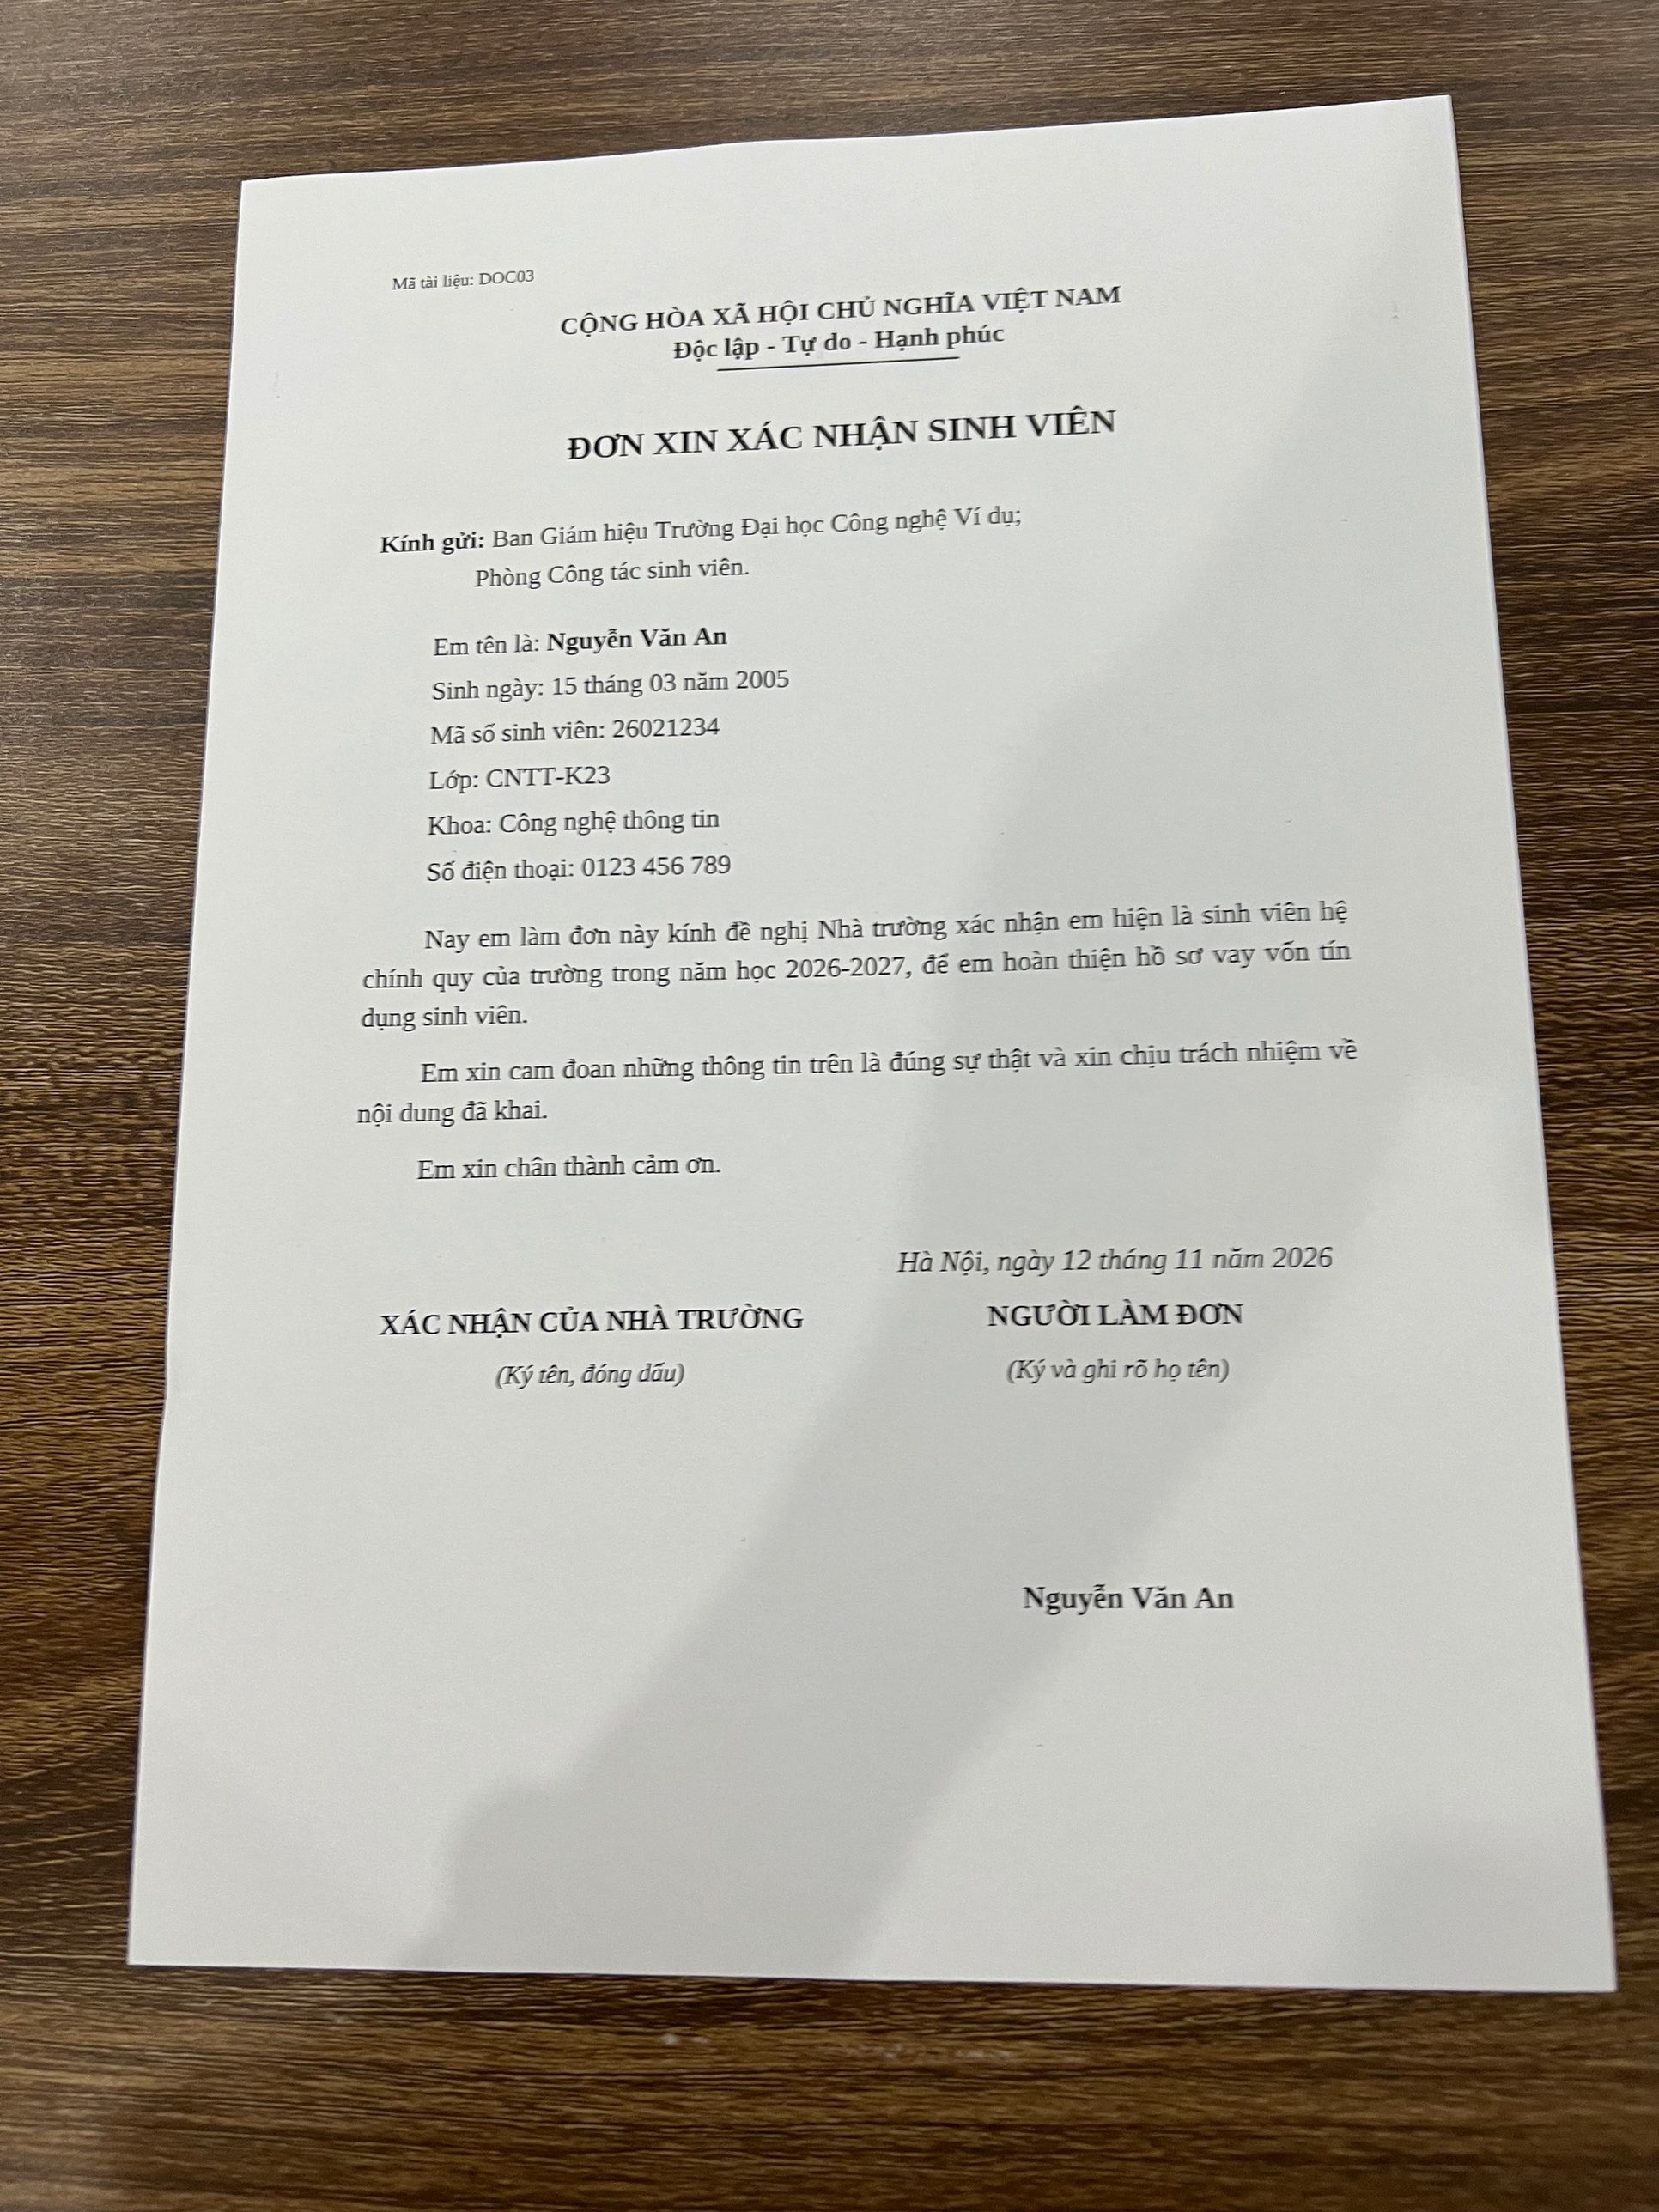 Mã tài liệu: DOC03
CỘNG HÒA XÃ HỘI CHỦ NGHĨA VIỆT NAM
Độc lập - Tự do - Hạnh phúc
ĐƠN XIN XÁC NHẬN SINH VIÊN
Kính gửi: Ban Giám hiệu Trường Đại học Công nghệ Ví dụ;
Phòng Công tác sinh viên.
Em tên là: Nguyễn Văn An
Sinh ngày: 15 tháng 03 năm 2005
Mã số sinh viên: 26021234
Lớp: CNTT-K23
Khoa: Công nghệ thông tin
Số điện thoại: 0123 456 789
Nay em làm đơn này kính đề nghị Nhà trường xác nhận em hiện là sinh viên hệ
chính quy của trường trong năm học 2026-2027, để em hoàn thiện hồ sơ vay vốn tín
dụng sinh viên.
Em xin cam đoan những thông tin trên là đúng sự thật và xin chịu trách nhiệm về
nội dung đã khai.
Em xin chân thành cảm ơn.
Hà Nội, ngày 12 tháng 11 năm 2026
XÁC NHẬN CỦA NHÀ TRƯỜNG
(Ký tên, đóng dấu)
NGƯỜI LÀM ĐƠN
(Ký và ghi rõ họ tên)
Nguyễn Văn An